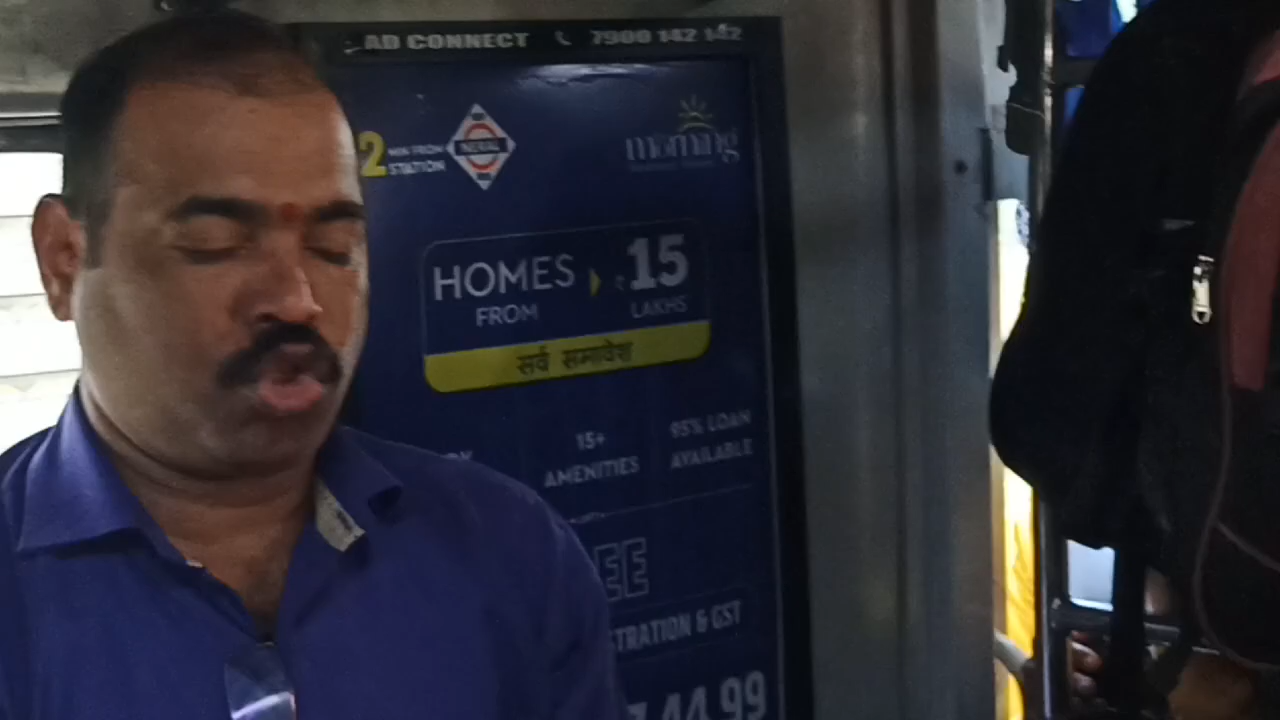 AD CONNECT 7900 142 142
2 MIN FROM STATION
NERAL
morning
HOMES FROM ₹15 LAKHS
सर्व समावेश
15+ AMENITIES
95% LOAN AVAILABLE
EE
STRATION & GST
44.99